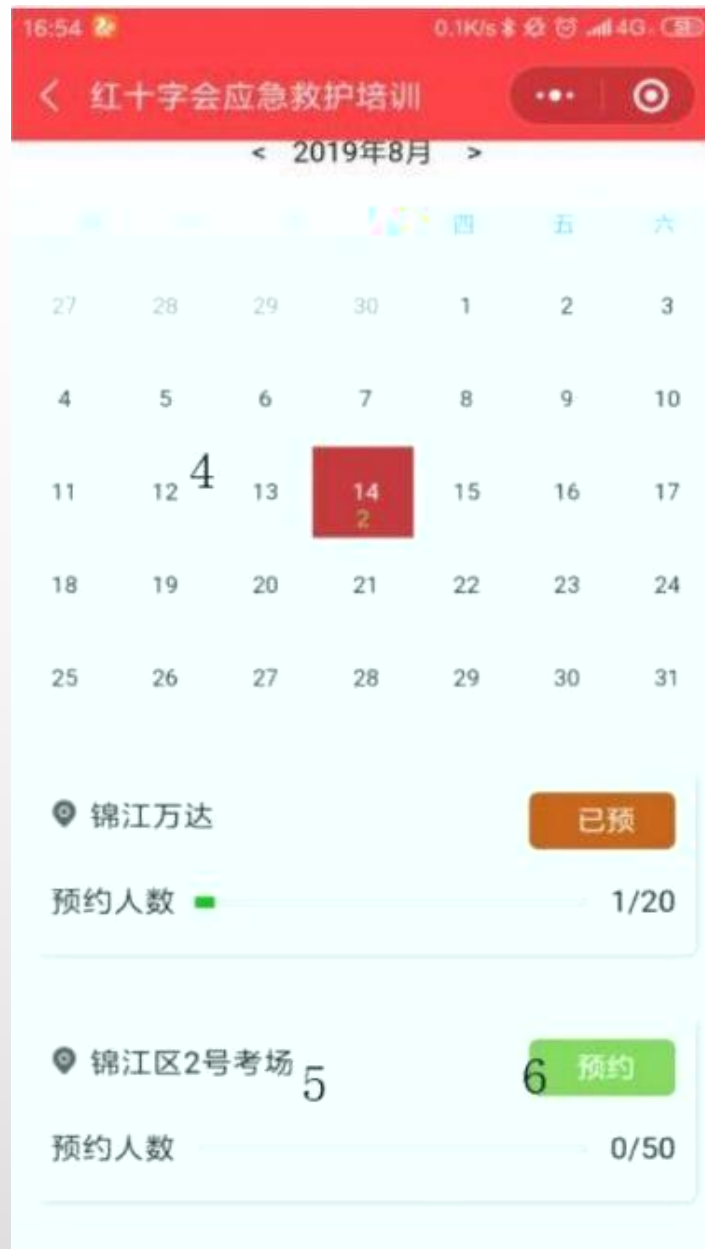 16:54 0.1K/s 4G 53
红十字会应急救护培训
< 2019年8月 >
四 五 六
27 28 29 30 1 2 3
4 5 6 7 8 9 10
4
11 12 13 14 15 16 17
2
18 19 20 21 22 23 24
25 26 27 28 29 30 31
锦江万达 已预
预约人数 1/20
锦江区2号考场 预约
5 6
预约人数 0/50